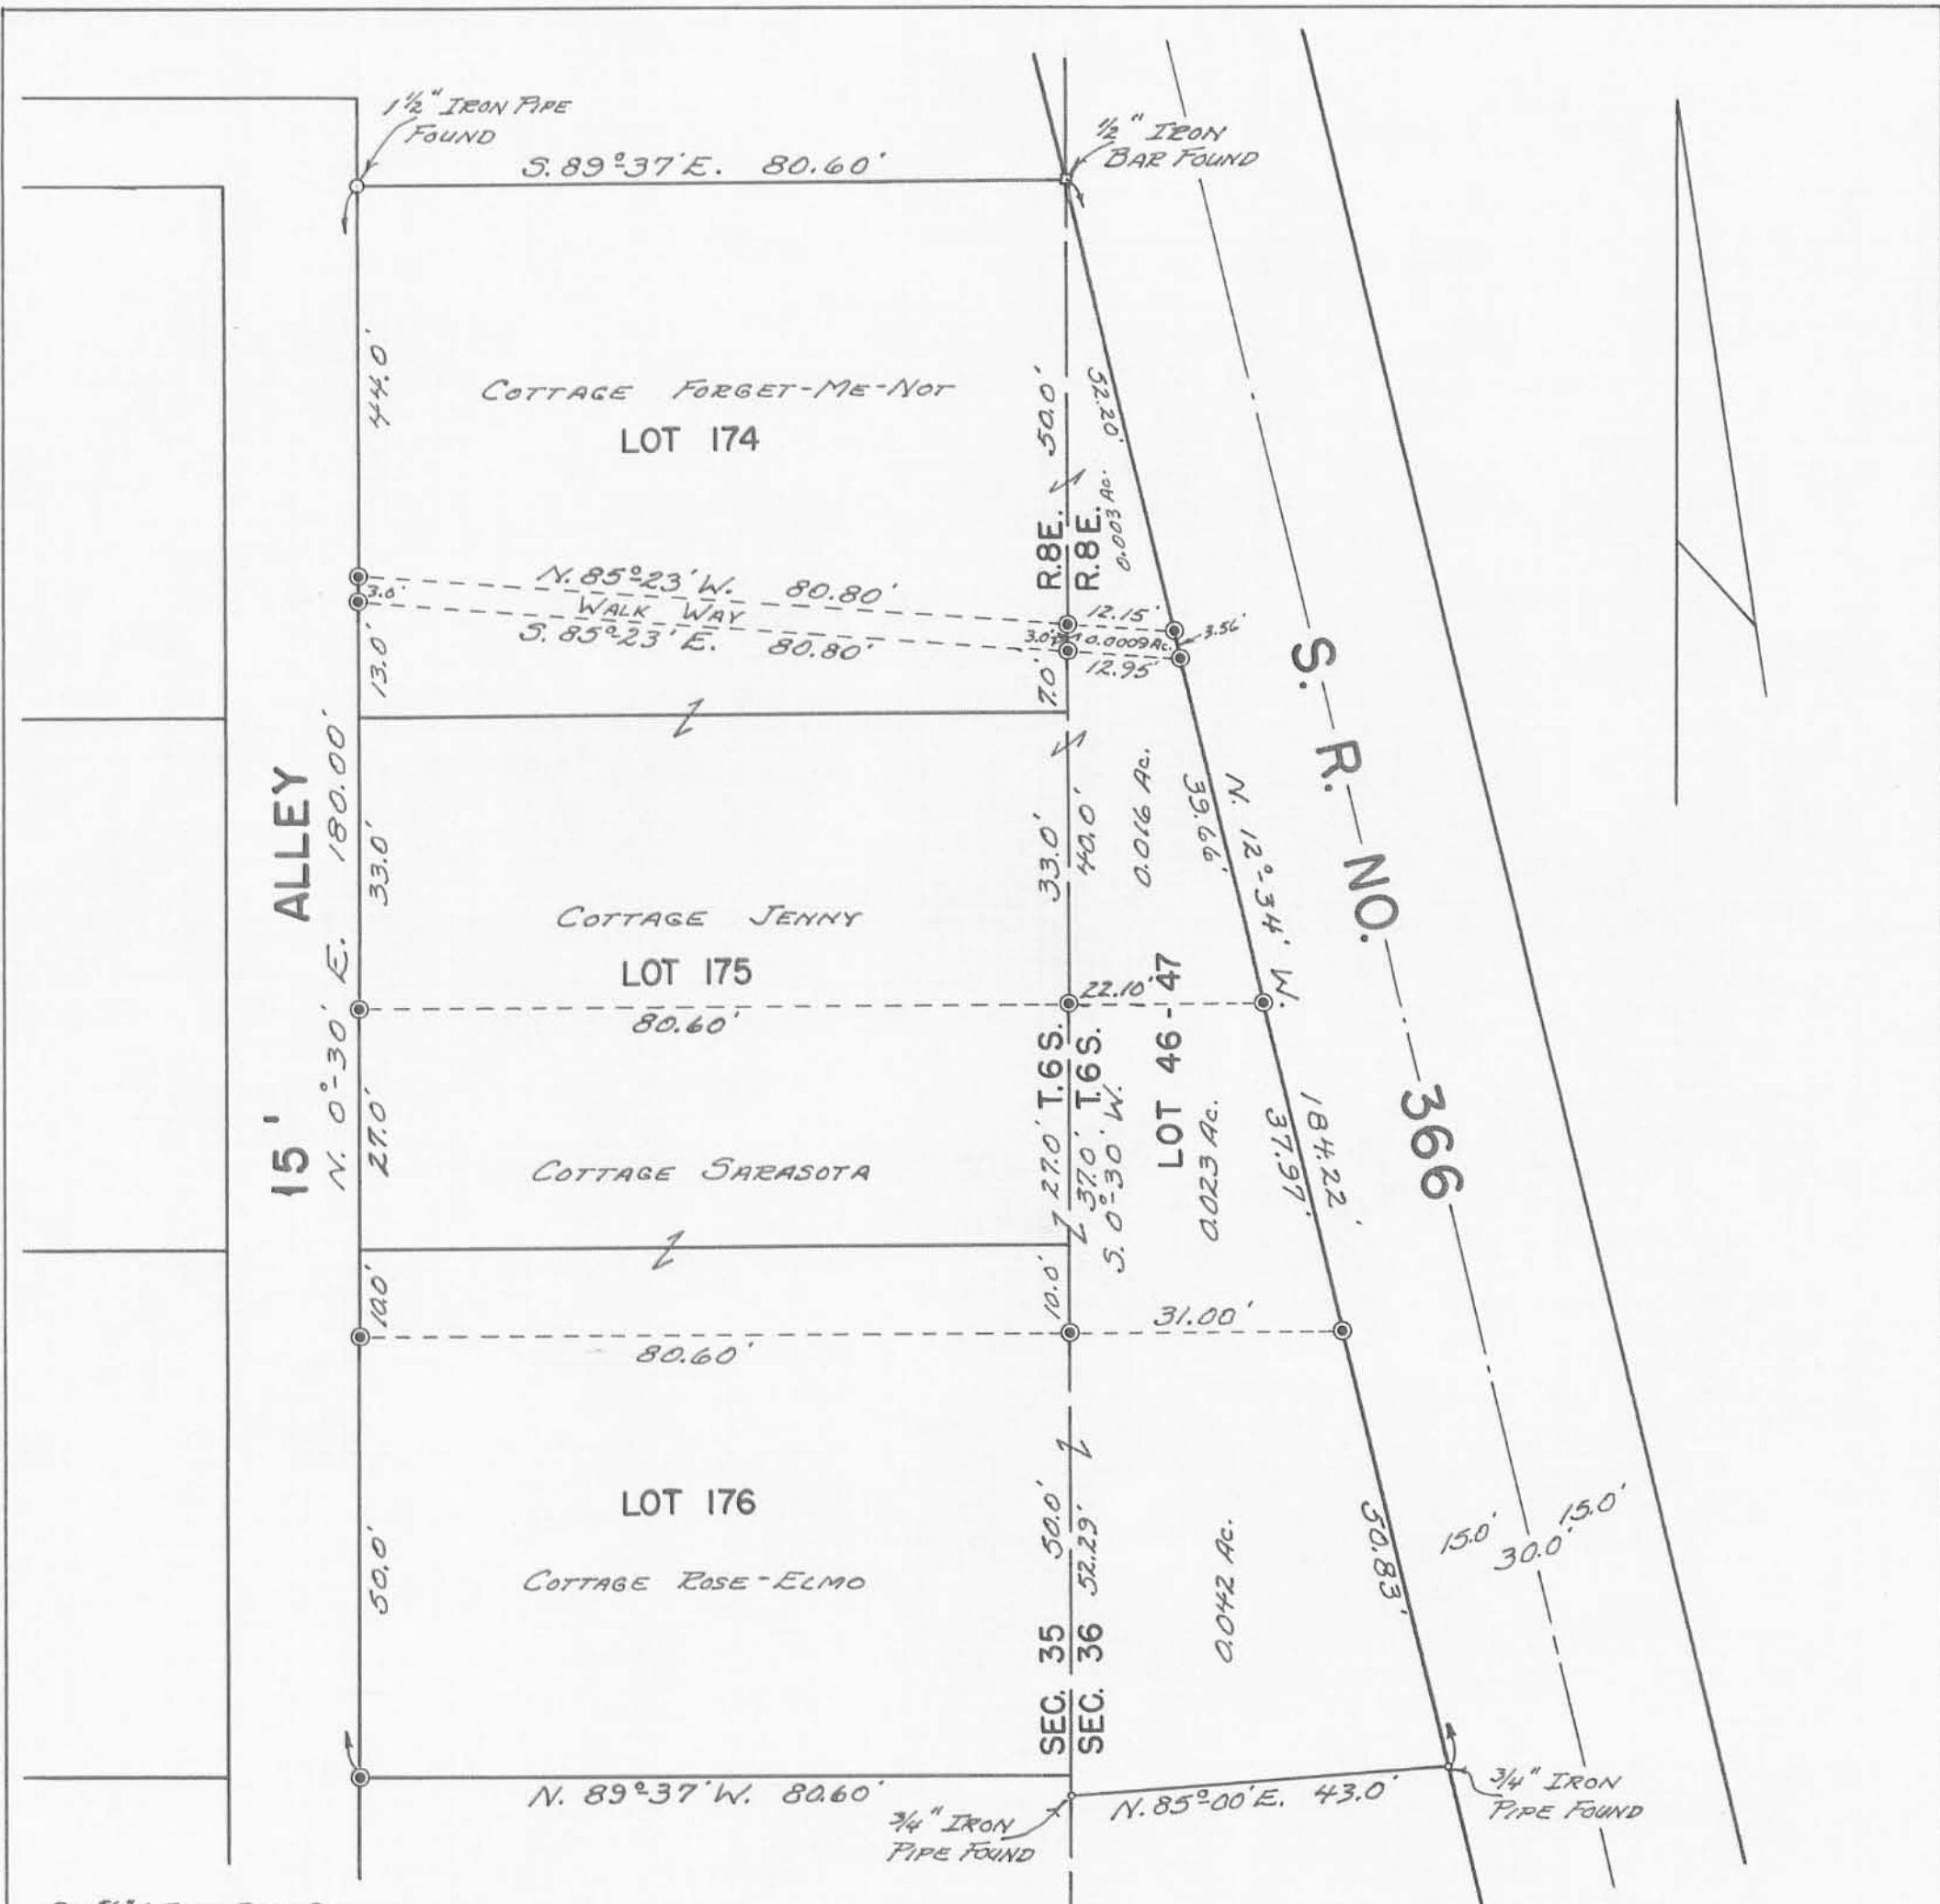 1 1/2" IRON PIPE
FOUND
S. 89°-37' E. 80.60'
1/2" IRON
BAR FOUND
44.0'
COTTAGE FORGET-ME-NOT
LOT 174
50.0'
52.20'
0.003 Ac.
R.8E.
R.8E.
N. 85°-23' W. 80.80'
3.0'
WALK WAY
S. 85°-23' E. 80.80'
12.15'
3.0'
0.0009 Ac.
3.56'
12.95'
13.0'
7.0'
15' ALLEY
N. 0°-30' E. 180.00'
33.0'
33.0'
40.0'
0.016 Ac.
39.66'
N. 12°-34' W.
184.22'
S. R. NO. 366
COTTAGE JENNY
LOT 175
80.60'
22.10'
LOT 46-47
T.6S.
T.6S.
27.0'
27.0'
37.0'
S. 0°-30' W.
0.023 Ac.
37.97'
COTTAGE SARASOTA
10.0'
10.0'
80.60'
31.00'
LOT 176
COTTAGE ROSE-ELMO
50.0'
50.0'
52.29'
0.042 Ac.
50.83'
15.0'
15.0'
30.0'
SEC. 35
SEC. 36
N. 89°-37' W. 80.60'
3/4" IRON
PIPE FOUND
N. 85°-00' E. 43.0'
3/4" IRON
PIPE FOUND